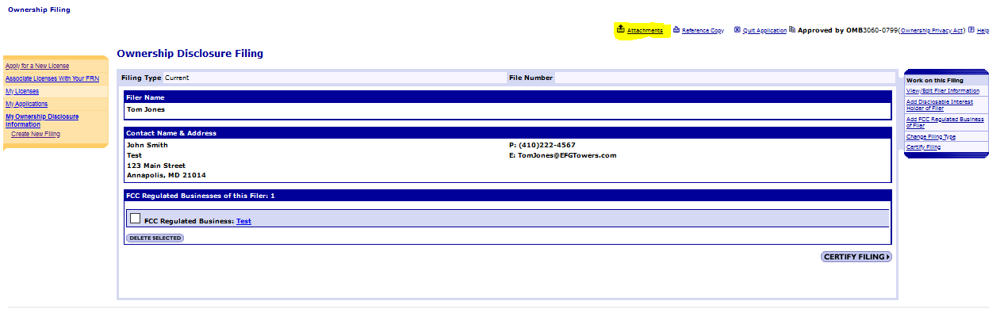 Ownership Filing
Attachments Reference Copy Quit Application Approved by OMB3060-0799(Ownership Privacy Act) Help
Ownership Disclosure Filing
Apply for a New License
Associate Licenses With Your FRN
My Licenses
My Applications
My Ownership Disclosure
Information
Create New Filing
Filing Type Current File Number
Filer Name
Tom Jones
Contact Name & Address
John Smith P: (410)222-4567
Test E: TomJones@EFGTowers.com
123 Main Street
Annapolis, MD 21014
FCC Regulated Businesses of this Filer: 1
FCC Regulated Business: Test
DELETE SELECTED
CERTIFY FILING
Work on this Filing
View/Edit Filer Information
Add Disclosable Interest
Holder of Filer
Add FCC Regulated Business
of Filer
Change Filing Type
Certify Filing